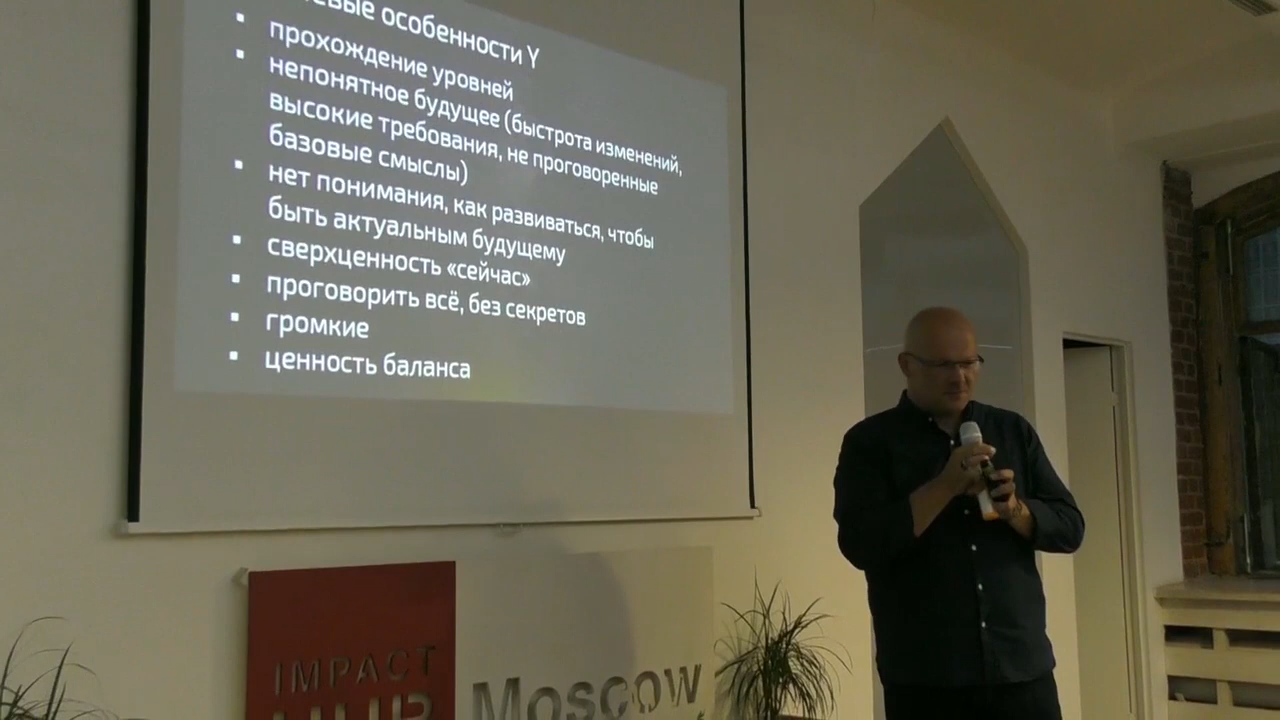 особенности Y
прохождение уровней
непонятное будущее (быстрота изменений,
высокие требования, не проговоренные
базовые смыслы)
нет понимания, как развиваться, чтобы
быть актуальным будущему
сверхценность «сейчас»
проговорить всё, без секретов
громкие
ценность баланса
IMPACT
HUB
Moscow